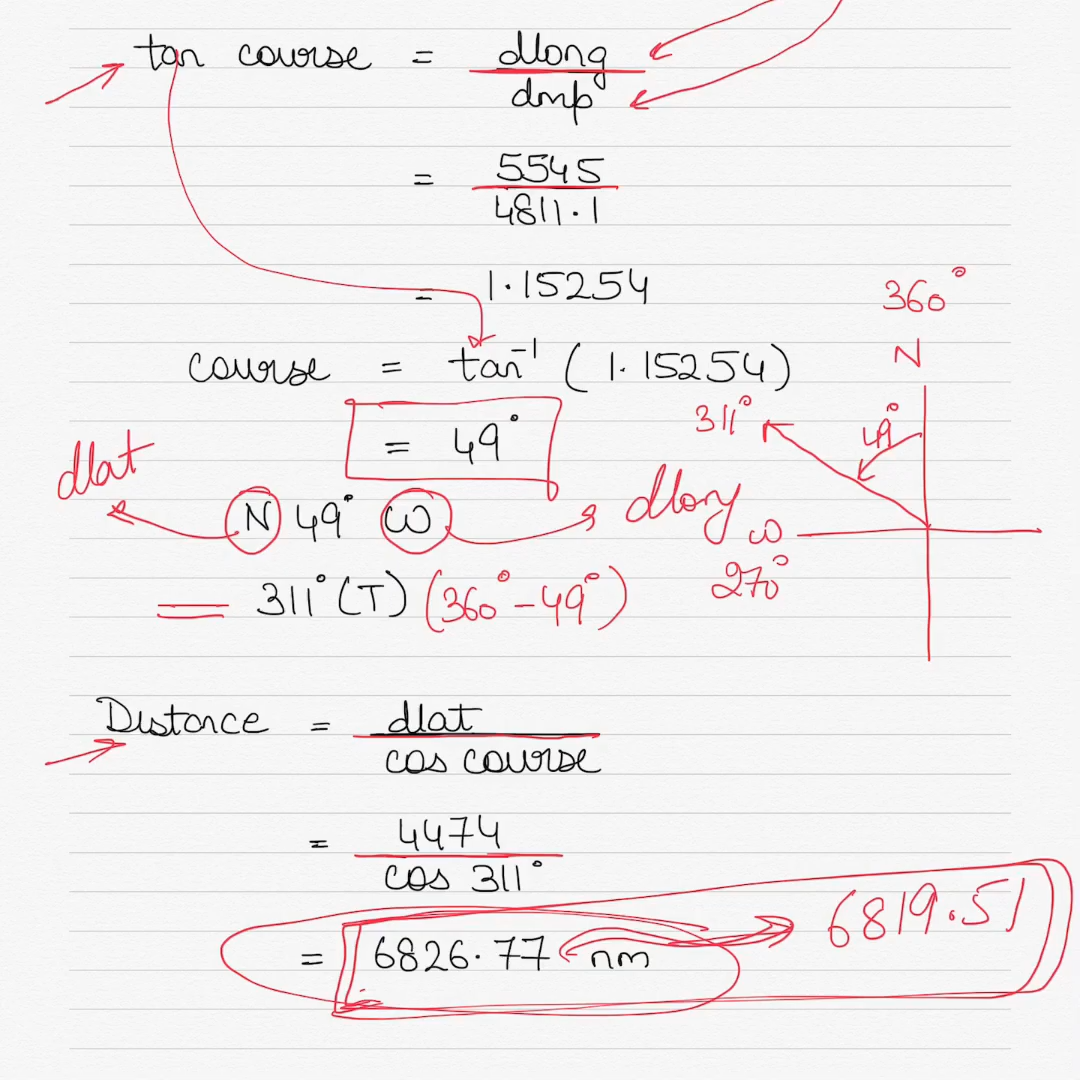 tan course = dlong / dmp
= 5545 / 4811.1
= 1.15254
360°
N
course = tan⁻¹ (1.15254)
311°
49°
= 49°
dlat
N 49° W
dlong
W
270°
= 311° (T) (360° - 49°)
Distance = dlat / cos course
= 4474 / cos 311°
= 6826.77 nm
6819.51